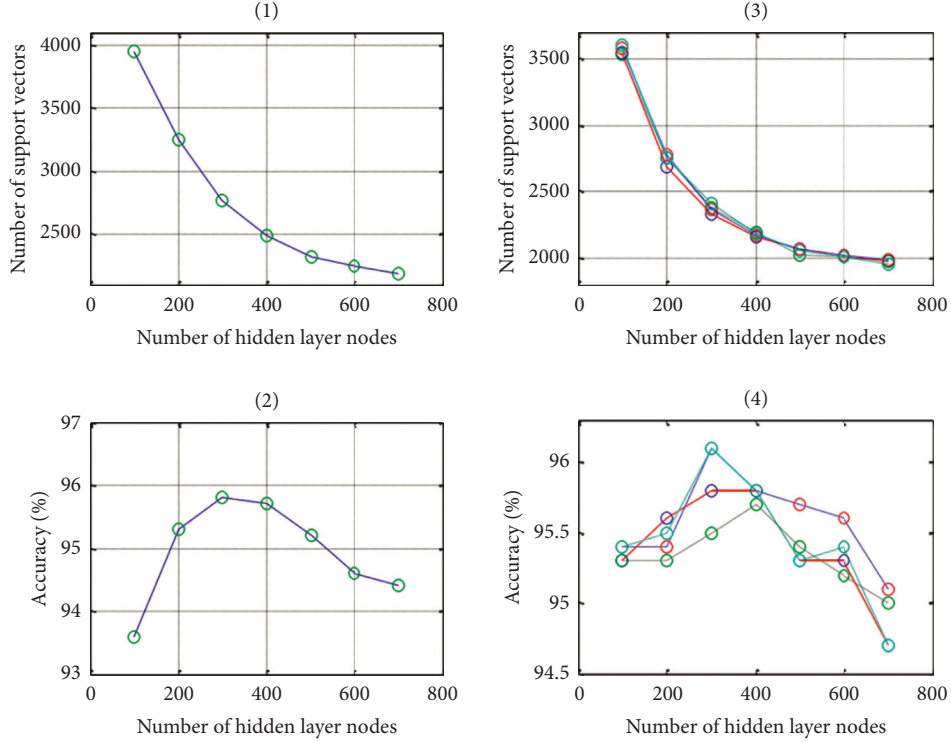 (1)
Number of support vectors
4000
3500
3000
2500
0 200 400 600 800
Number of hidden layer nodes
(3)
Number of support vectors
3500
3000
2500
2000
0 200 400 600 800
Number of hidden layer nodes
(2)
Accuracy (%)
97
96
95
94
93
0 200 400 600 800
Number of hidden layer nodes
(4)
Accuracy (%)
96
95.5
95
94.5
0 200 400 600 800
Number of hidden layer nodes